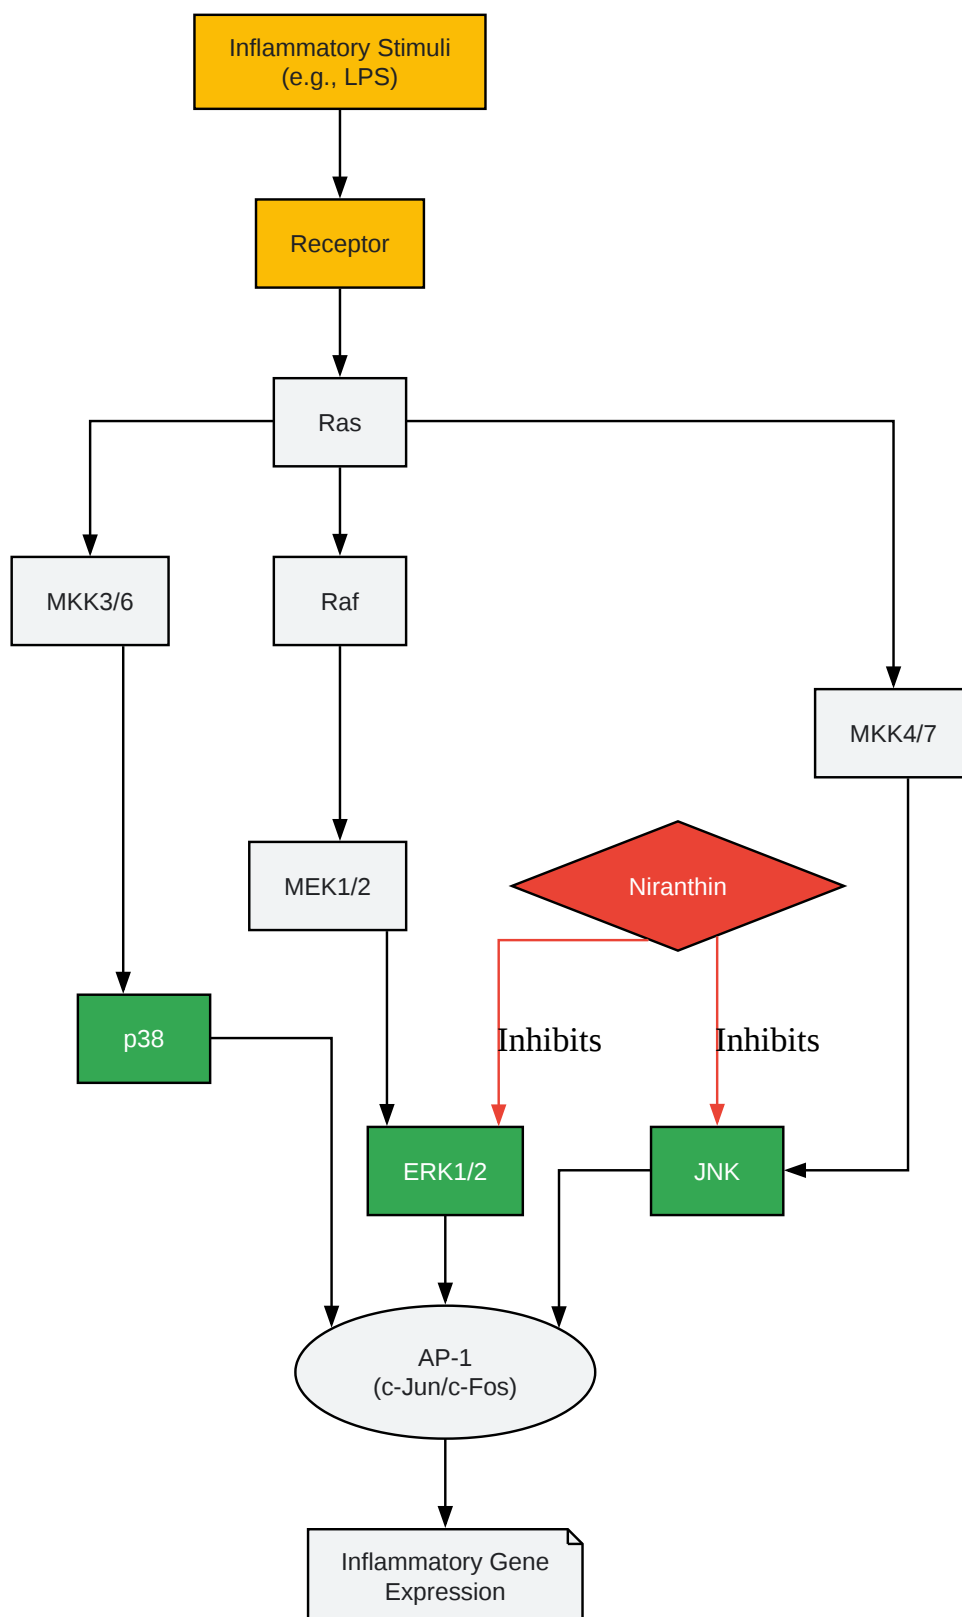 Inflammatory Stimuli
(e.g., LPS)
Receptor
Ras
MKK3/6
Raf
MKK4/7
MEK1/2
Niranthin
p38
Inhibits
Inhibits
ERK1/2
JNK
AP-1
(c-Jun/c-Fos)
Inflammatory Gene
Expression